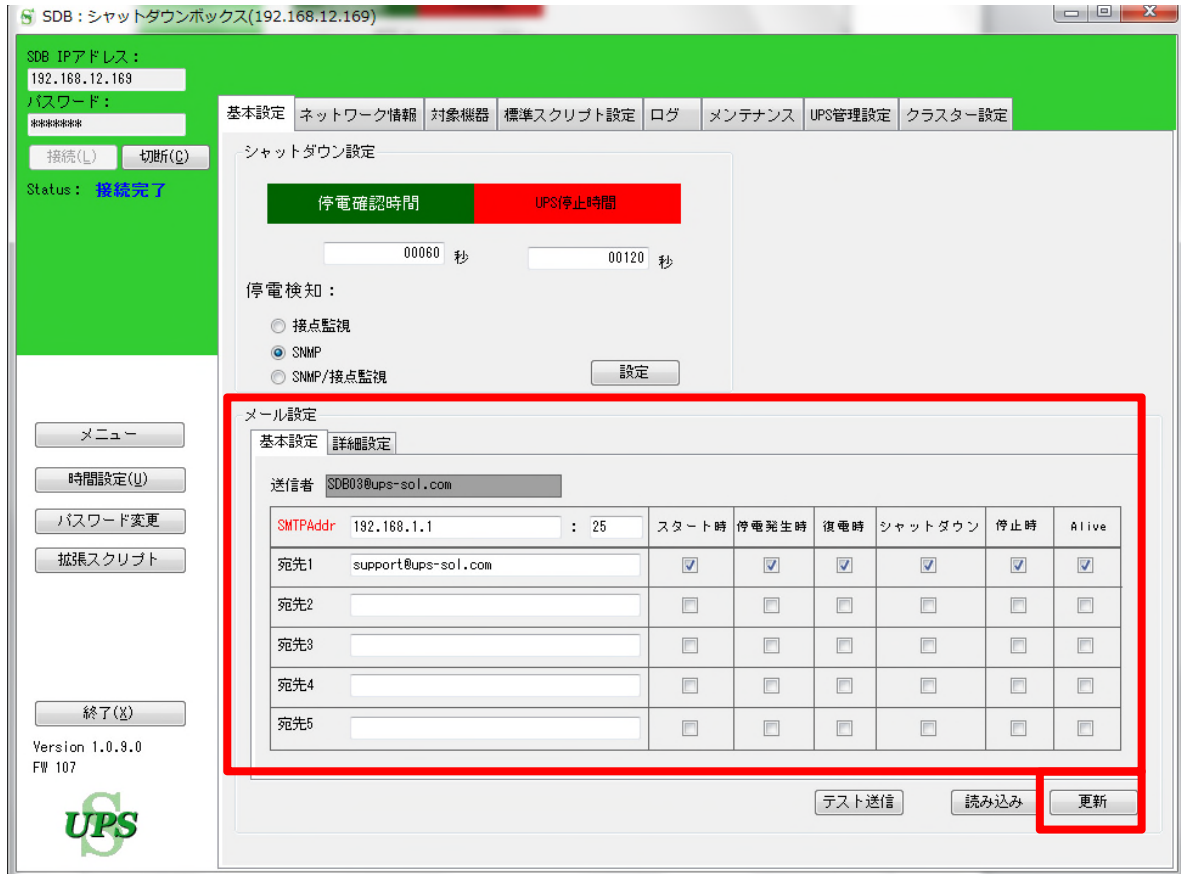 SDB：シャットダウンボックス(192.168.12.169)
SDB IPアドレス：
192.168.12.169
パスワード：
*******
接続(L) 切断(C)
Status： 接続完了
メニュー
時間設定(U)
パスワード変更
拡張スクリプト
終了(X)
Version 1.0.9.0
FW 107
S
UPS
基本設定 ネットワーク情報 対象機器 標準スクリプト設定 ログ メンテナンス UPS管理設定 クラスター設定
シャットダウン設定
停電確認時間 UPS停止時間
00060 秒 00120 秒
停電検知：
接点監視
SNMP
SNMP/接点監視
設定
メール設定
基本設定 詳細設定
送信者 SDB03@ups-sol.com
SMTPAddr 192.168.1.1 : 25 スタート時 停電発生時 復電時 シャットダウン 停止時 Alive
宛先1 support@ups-sol.com
宛先2
宛先3
宛先4
宛先5
テスト送信 読み込み 更新